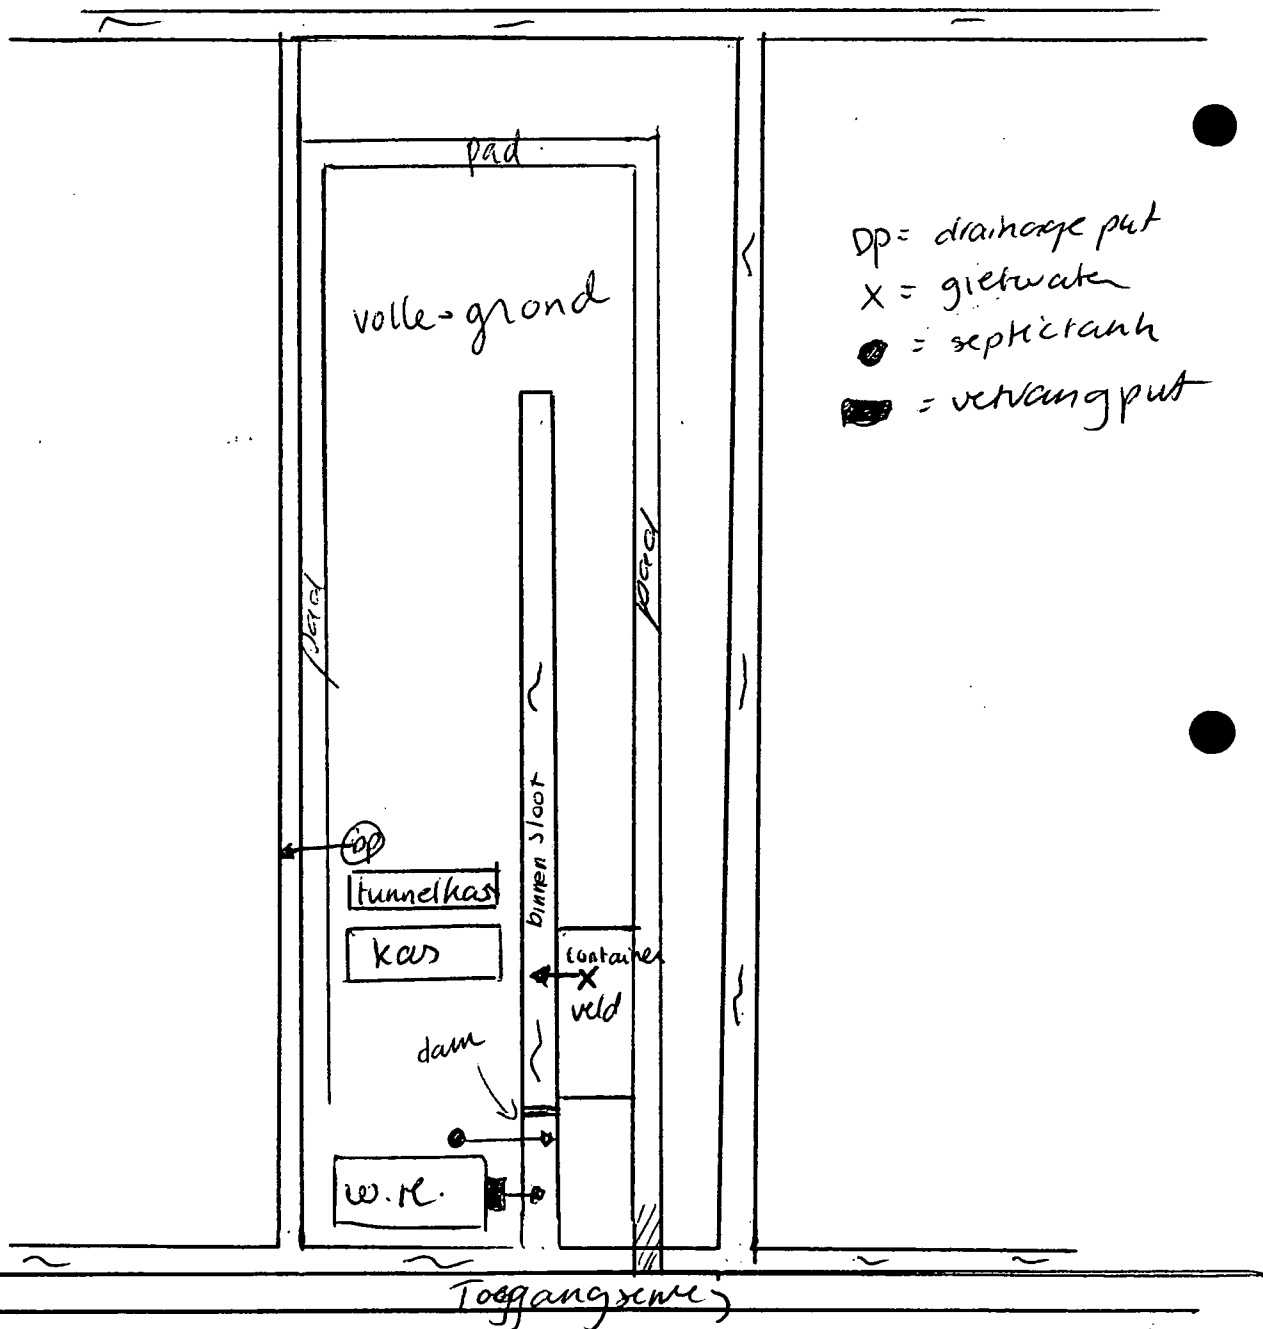 pad
DP = drainage put
X = gietwater
= septictank
= vetvangput
volle-grond
pad
pad
binnen sloot
DP
tunnelkas
kas
container
X
veld
dam
w.h.
Toegangsweg